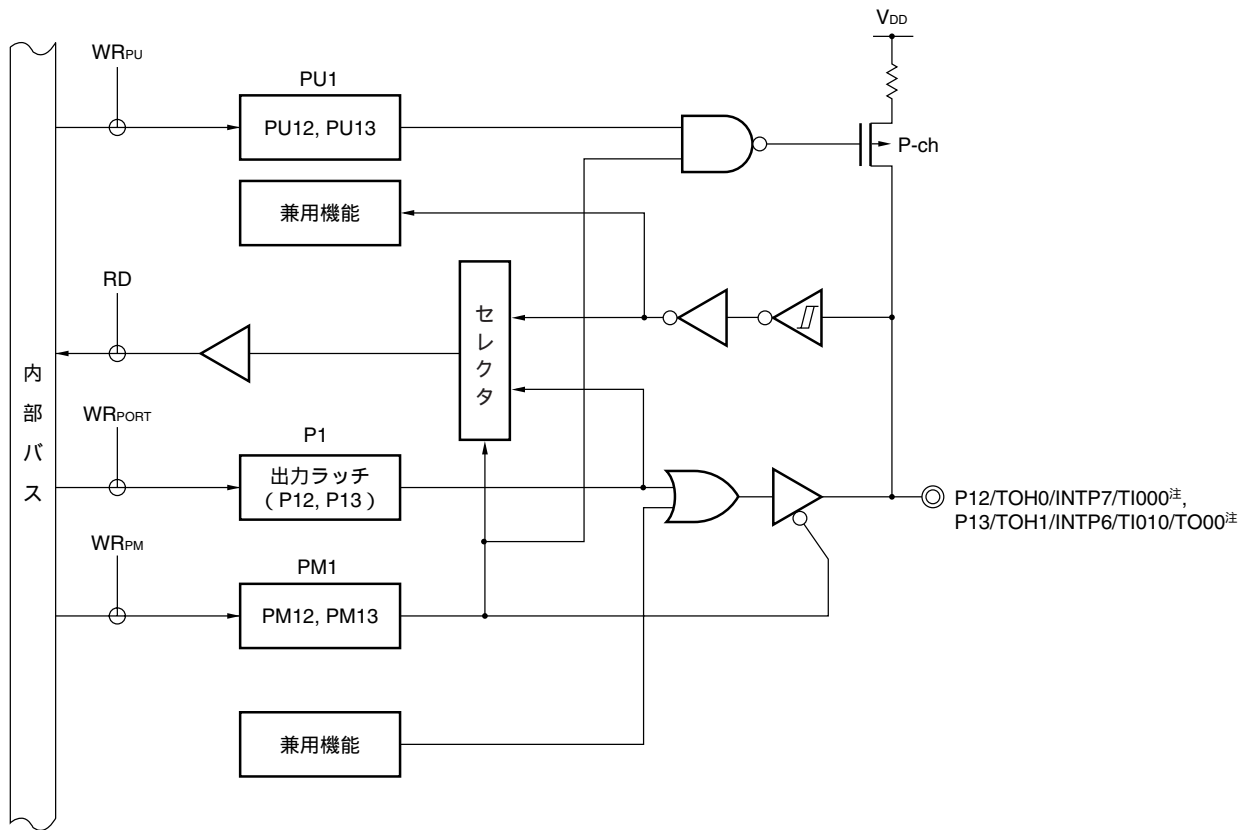 VDD
WRPU
PU1
PU12, PU13
P-ch
兼用機能
RD
セレクタ
内部バス
WRPORT
P1
出力ラッチ
(P12, P13)
P12/TOH0/INTP7/TI000注,
P13/TOH1/INTP6/TI010/TO00注
WRPM
PM1
PM12, PM13
兼用機能